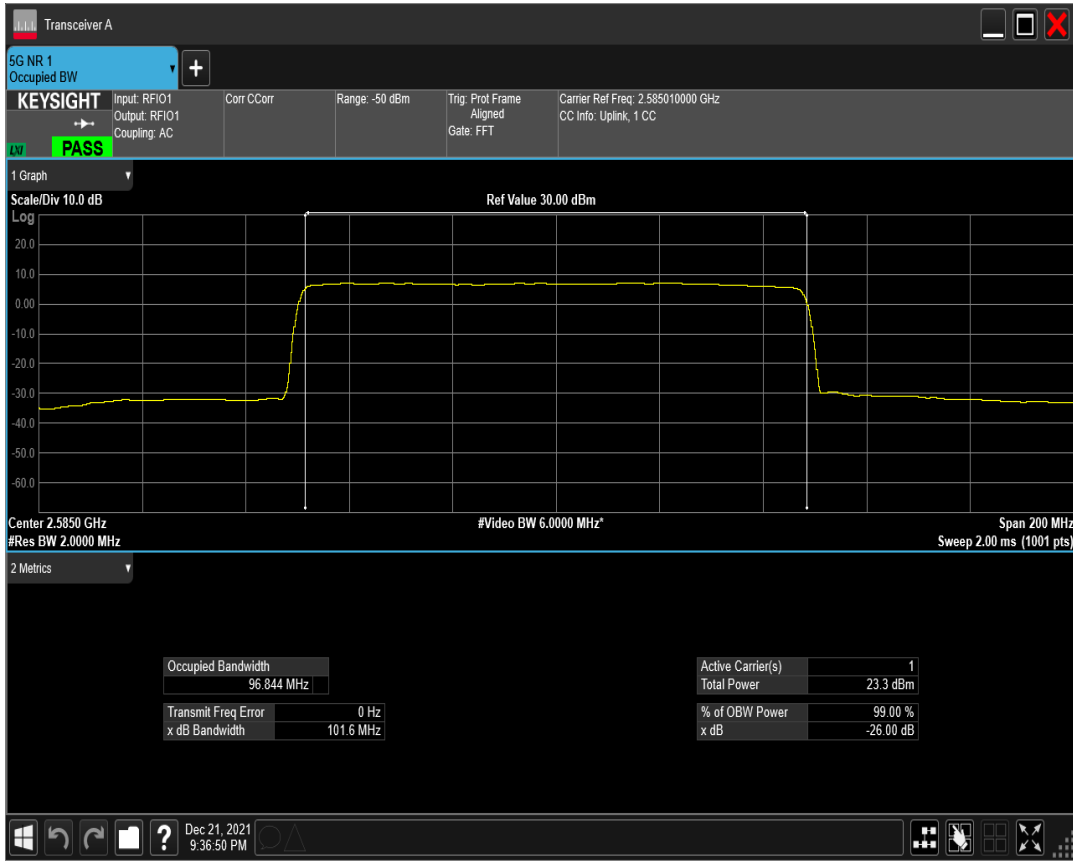 Transceiver A
5G NR 1
Occupied BW
KEYSIGHT
LXI
PASS
Input: RFIO1
Output: RFIO1
Coupling: AC
Corr CCorr
Range: -50 dBm
Trig: Prot Frame
Aligned
Gate: FFT
Carrier Ref Freq: 2.585010000 GHz
CC Info: Uplink, 1 CC
1 Graph
Scale/Div 10.0 dB
Ref Value 30.00 dBm
Log
20.0
10.0
0.00
-10.0
-20.0
-30.0
-40.0
-50.0
-60.0
Center 2.5850 GHz
#Video BW 6.0000 MHz*
Span 200 MHz
#Res BW 2.0000 MHz
Sweep 2.00 ms (1001 pts)
2 Metrics
Occupied Bandwidth
96.844 MHz
Transmit Freq Error 0 Hz
x dB Bandwidth 101.6 MHz
Active Carrier(s) 1
Total Power 23.3 dBm
% of OBW Power 99.00 %
x dB -26.00 dB
?
Dec 21, 2021
9:36:50 PM